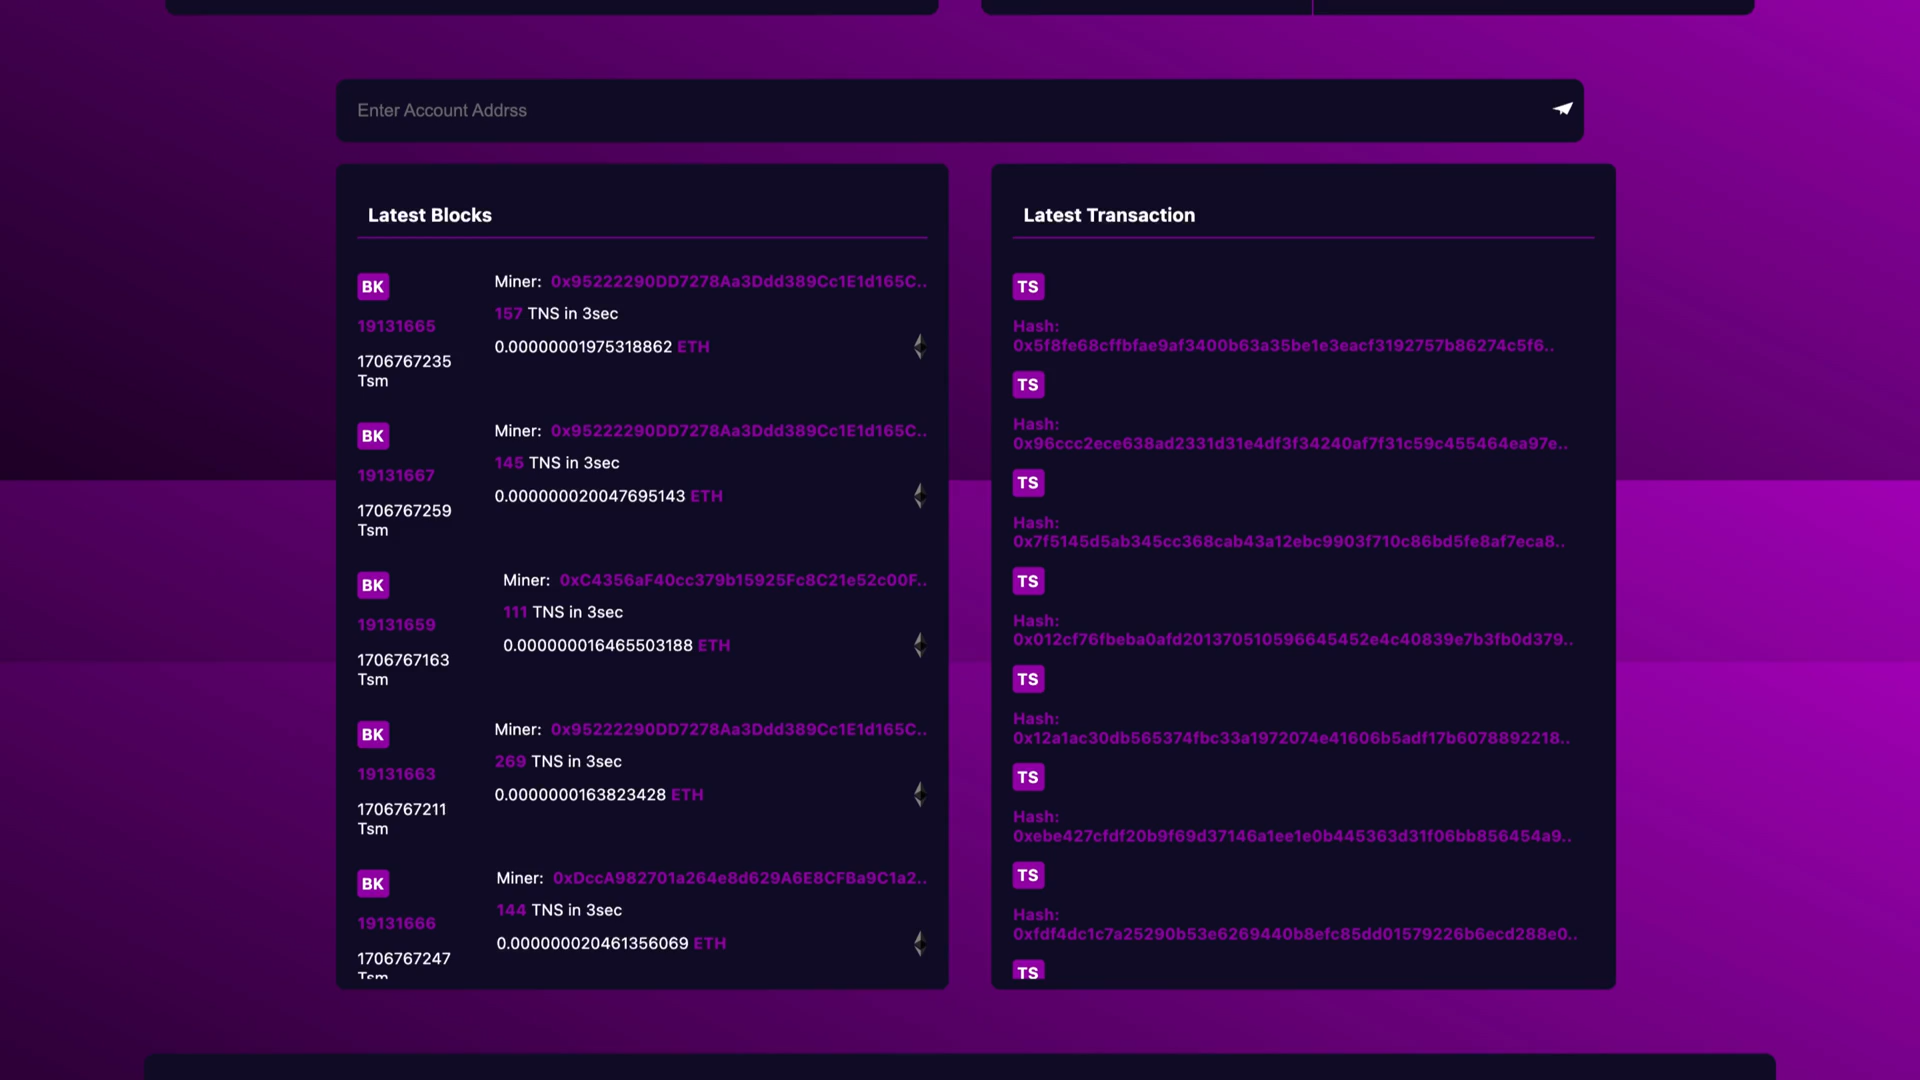 Enter Account Addrss
Latest Blocks
BK
19131665
1706767235
Tsm
Miner: 0x95222290DD7278Aa3Ddd389Cc1E1d165C..
157 TNS in 3sec
0.00000001975318862 ETH
BK
19131667
1706767259
Tsm
Miner: 0x95222290DD7278Aa3Ddd389Cc1E1d165C..
145 TNS in 3sec
0.000000020047695143 ETH
BK
19131659
1706767163
Tsm
Miner: 0xC4356aF40cc379b15925Fc8C21e52c00F..
111 TNS in 3sec
0.000000016465503188 ETH
BK
19131663
1706767211
Tsm
Miner: 0x95222290DD7278Aa3Ddd389Cc1E1d165C..
269 TNS in 3sec
0.0000000163823428 ETH
BK
19131666
1706767247
Tsm
Miner: 0xDccA982701a264e8d629A6E8CFBa9C1a2..
144 TNS in 3sec
0.000000020461356069 ETH
Latest Transaction
TS
Hash:
0x5f8fe68cffbfae9af3400b63a35be1e3eacf3192757b86274c5f6..
TS
Hash:
0x96ccc2ece638ad2331d31e4df3f34240af7f31c59c455464ea97e..
TS
Hash:
0x7f5145d5ab345cc368cab43a12ebc9903f710c86bd5fe8af7eca8..
TS
Hash:
0x012cf76fbeba0afd201370510596645452e4c40839e7b3fb0d379..
TS
Hash:
0x12a1ac30db565374fbc33a1972074e41606b5adf17b6078892218..
TS
Hash:
0xebe427cfdf20b9f69d37146a1ee1e0b445363d31f06bb856454a9..
TS
Hash:
0xfdf4dc1c7a25290b53e6269440b8efc85dd01579226b6ecd288e0..
TS